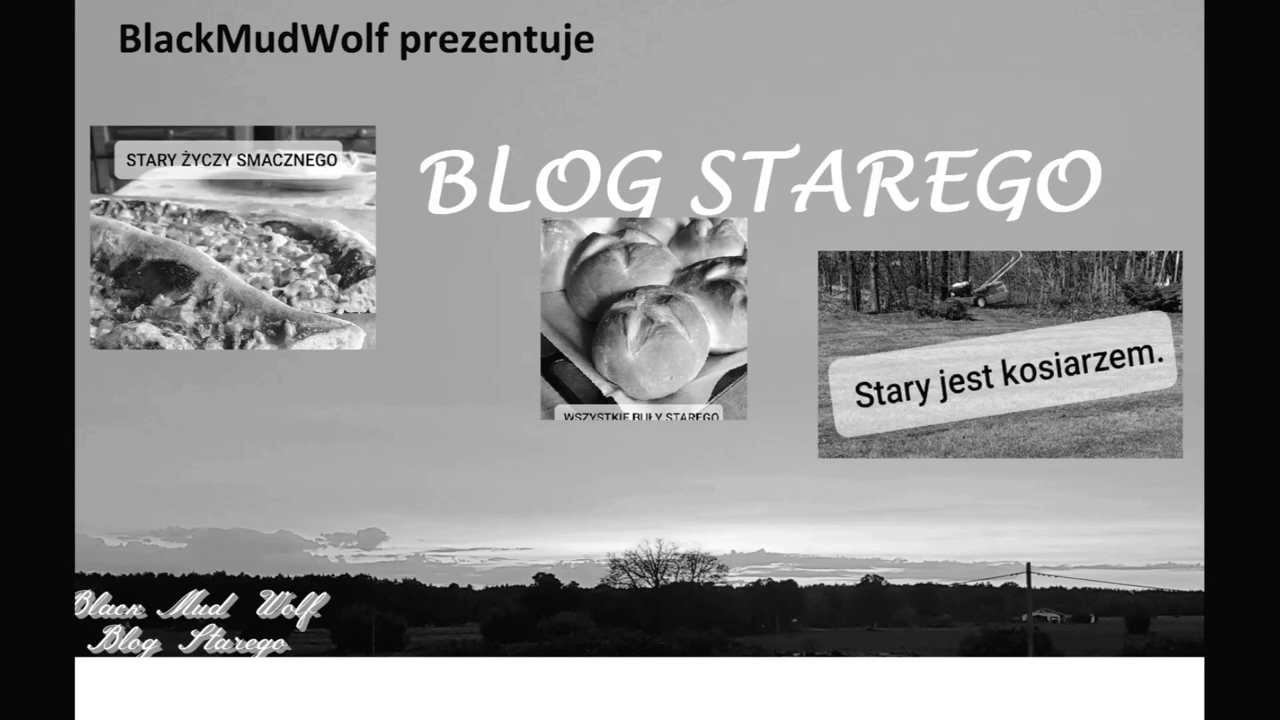 BlackMudWolf prezentuje
STARY ŻYCZY SMACZNEGO
BLOG STAREGO
WSZYSTKIE BUŁY STAREGO
Stary jest kosiarzem.
Black Mud Wolf
Blog Starego